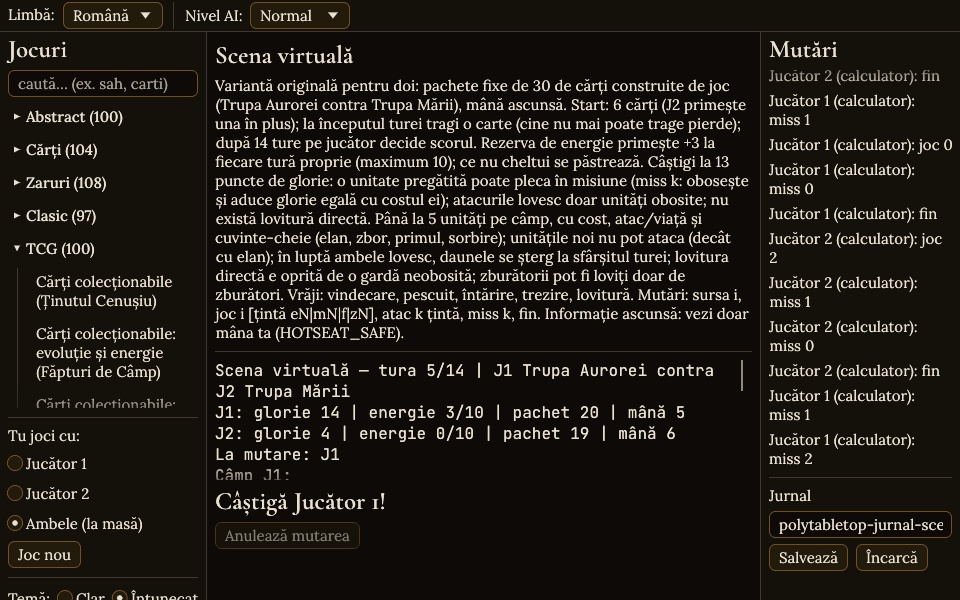 Limbă: Română ▼ Nivel AI: Normal ▼
Jocuri
caută... (ex. sah, carti)
▸ Abstract (100)
▸ Cărți (104)
▸ Zaruri (108)
▸ Clasic (97)
▾ TCG (100)
Cărți colecționabile
(Ținutul Cenușiu)
Cărți colecționabile:
evoluție și energie
(Făpturi de Câmp)
Cărți colecționabile:
Tu joci cu:
Jucător 1
Jucător 2
Ambele (la masă)
Joc nou
Temă: Clar Întunecat
Scena virtuală
Variantă originală pentru doi: pachete fixe de 30 de cărți construite de joc
(Trupa Aurorei contra Trupa Mării), mână ascunsă. Start: 6 cărți (J2 primește
una în plus); la începutul turei tragi o carte (cine nu mai poate trage pierde);
după 14 ture pe jucător decide scorul. Rezerva de energie primește +3 la
fiecare tură proprie (maximum 10); ce nu cheltui se păstrează. Câștigi la 13
puncte de glorie: o unitate pregătită poate pleca în misiune (miss k: obosește
și aduce glorie egală cu costul ei); atacurile lovesc doar unități obosite; nu
există lovitură directă. Până la 5 unități pe câmp, cu cost, atac/viață și
cuvinte-cheie (elan, zbor, primul, sorbire); unitățile noi nu pot ataca (decât
cu elan); în luptă ambele lovesc, daunele se șterg la sfârșitul turei; lovitura
directă e oprită de o gardă neobosită; zburătorii pot fi loviți doar de
zburători. Vrăji: vindecare, pescuit, întărire, trezire, lovitură. Mutări: sursa i,
joc i [țintă eN|mN|f|zN], atac k țintă, miss k, fin. Informație ascunsă: vezi doar
mâna ta (HOTSEAT_SAFE).
Scena virtuală — tura 5/14 | J1 Trupa Aurorei contra
J2 Trupa Mării
J1: glorie 14 | energie 3/10 | pachet 20 | mână 5
J2: glorie 4 | energie 0/10 | pachet 19 | mână 6
La mutare: J1
Câmp J1:
Câștigă Jucător 1!
Anulează mutarea
Mutări
Jucător 2 (calculator): fin
Jucător 1 (calculator):
miss 1
Jucător 1 (calculator): joc 0
Jucător 1 (calculator):
miss 0
Jucător 1 (calculator): fin
Jucător 2 (calculator): joc
2
Jucător 2 (calculator):
miss 1
Jucător 2 (calculator):
miss 0
Jucător 2 (calculator): fin
Jucător 1 (calculator):
miss 1
Jucător 1 (calculator):
miss 2
Jurnal
polytabletop-jurnal-sce
Salvează Încarcă